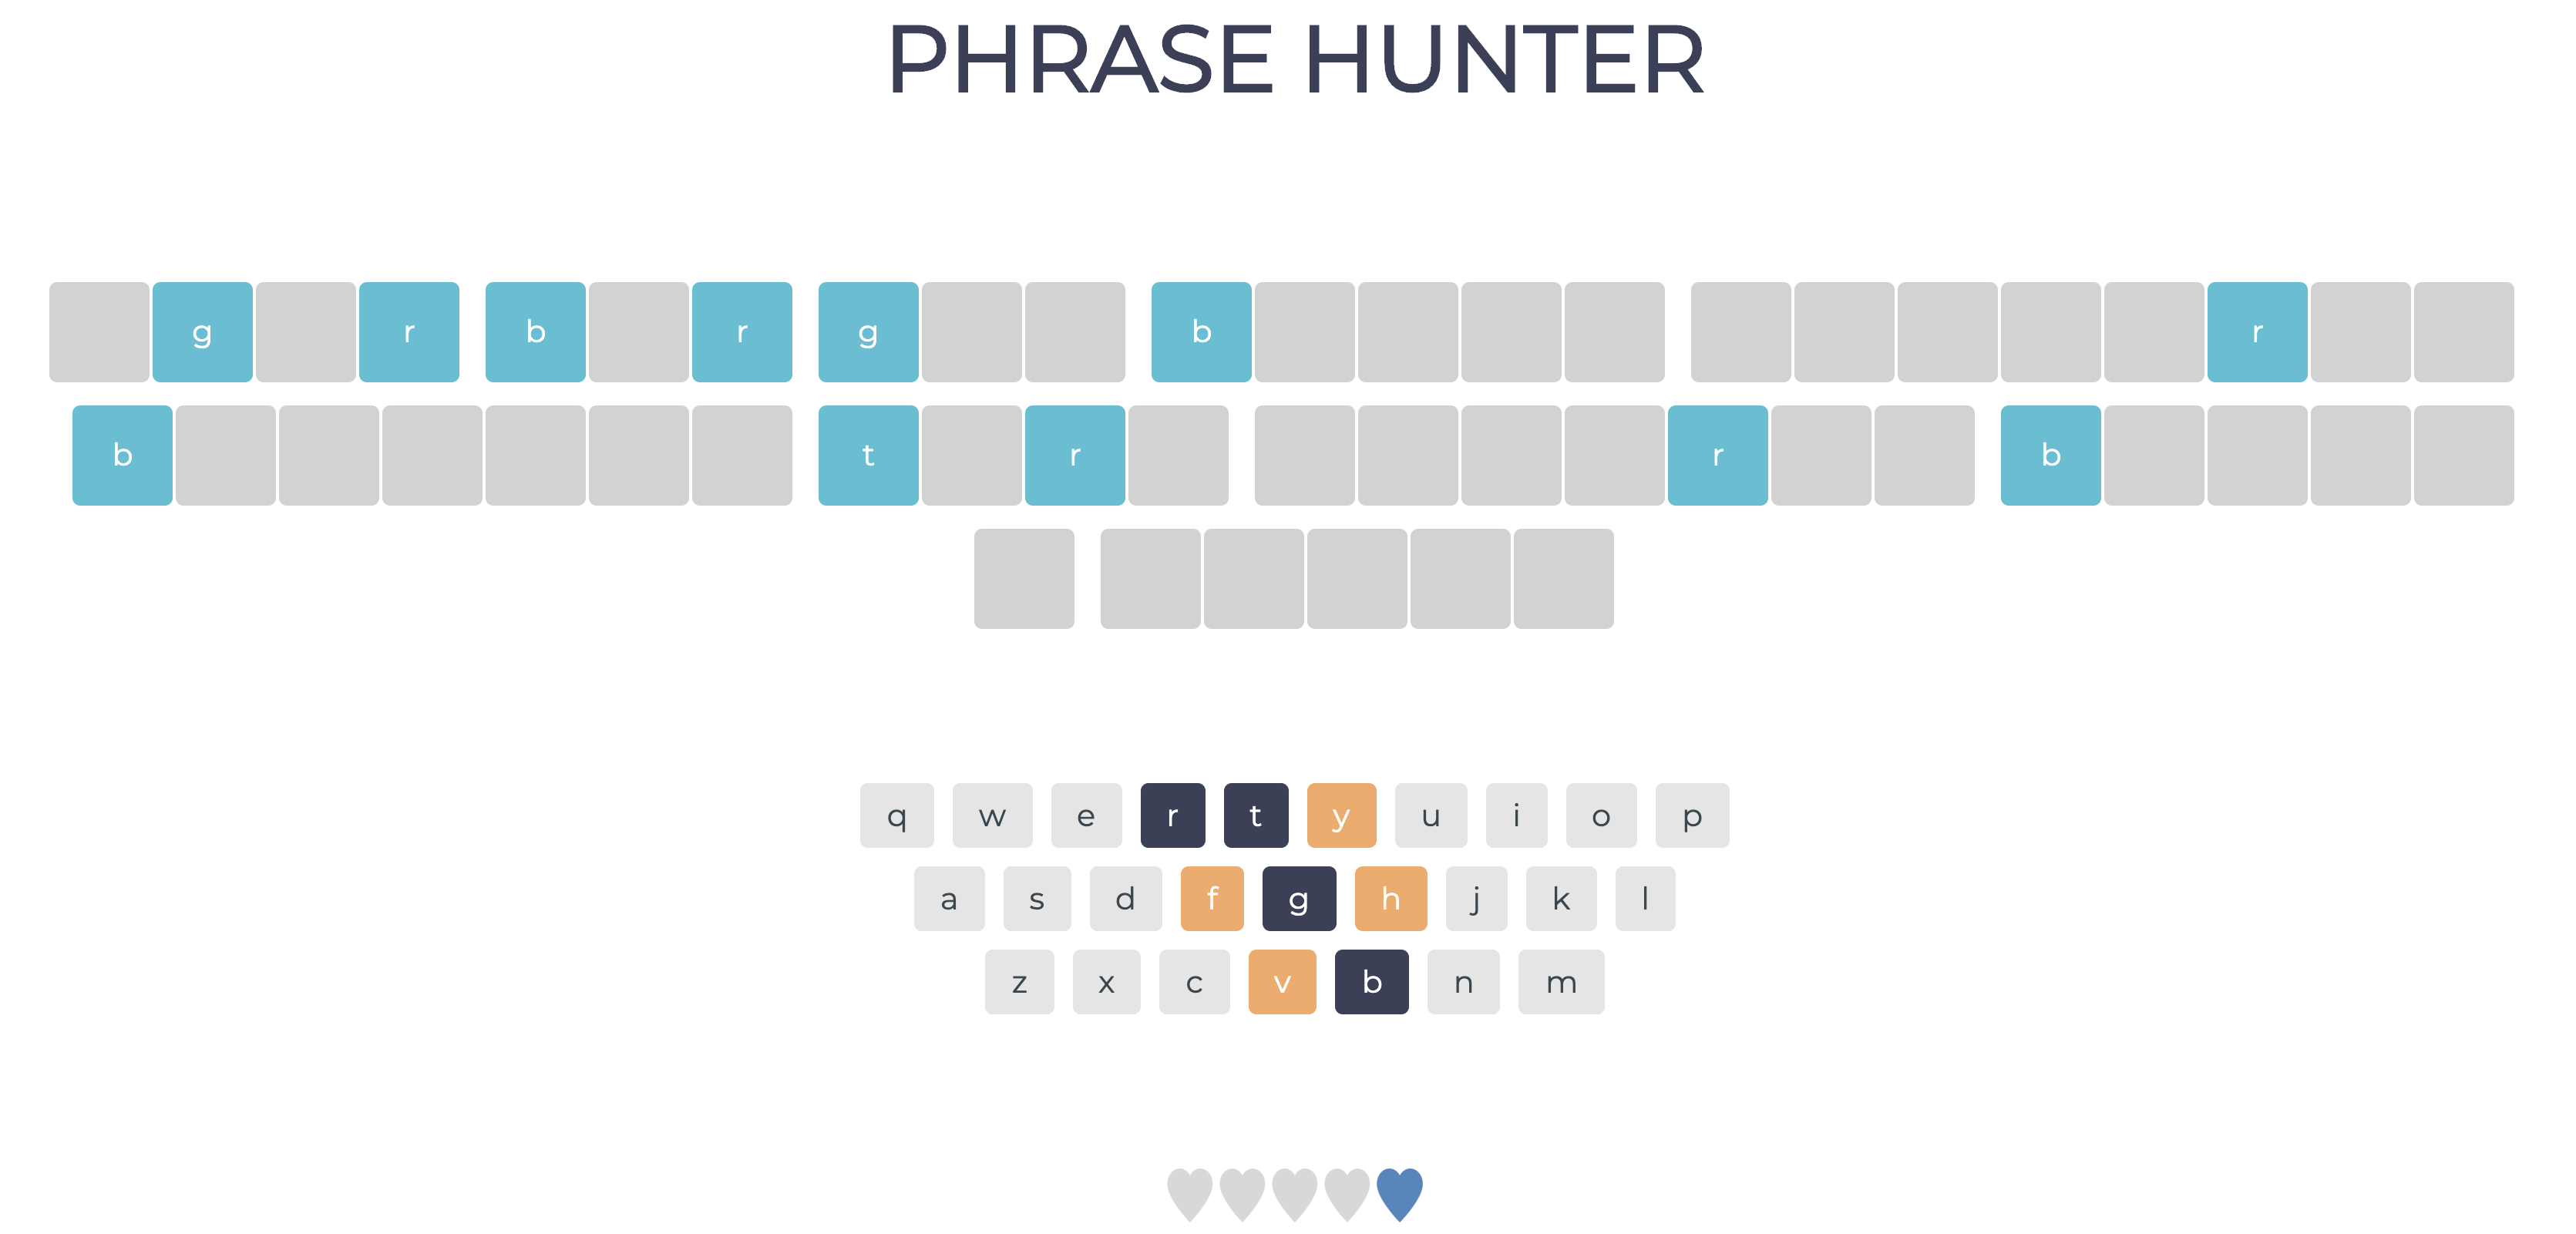 PHRASE HUNTER
g r b r g b r
b t r r b
q w e r t y u i o p
a s d f g h j k l
z x c v b n m